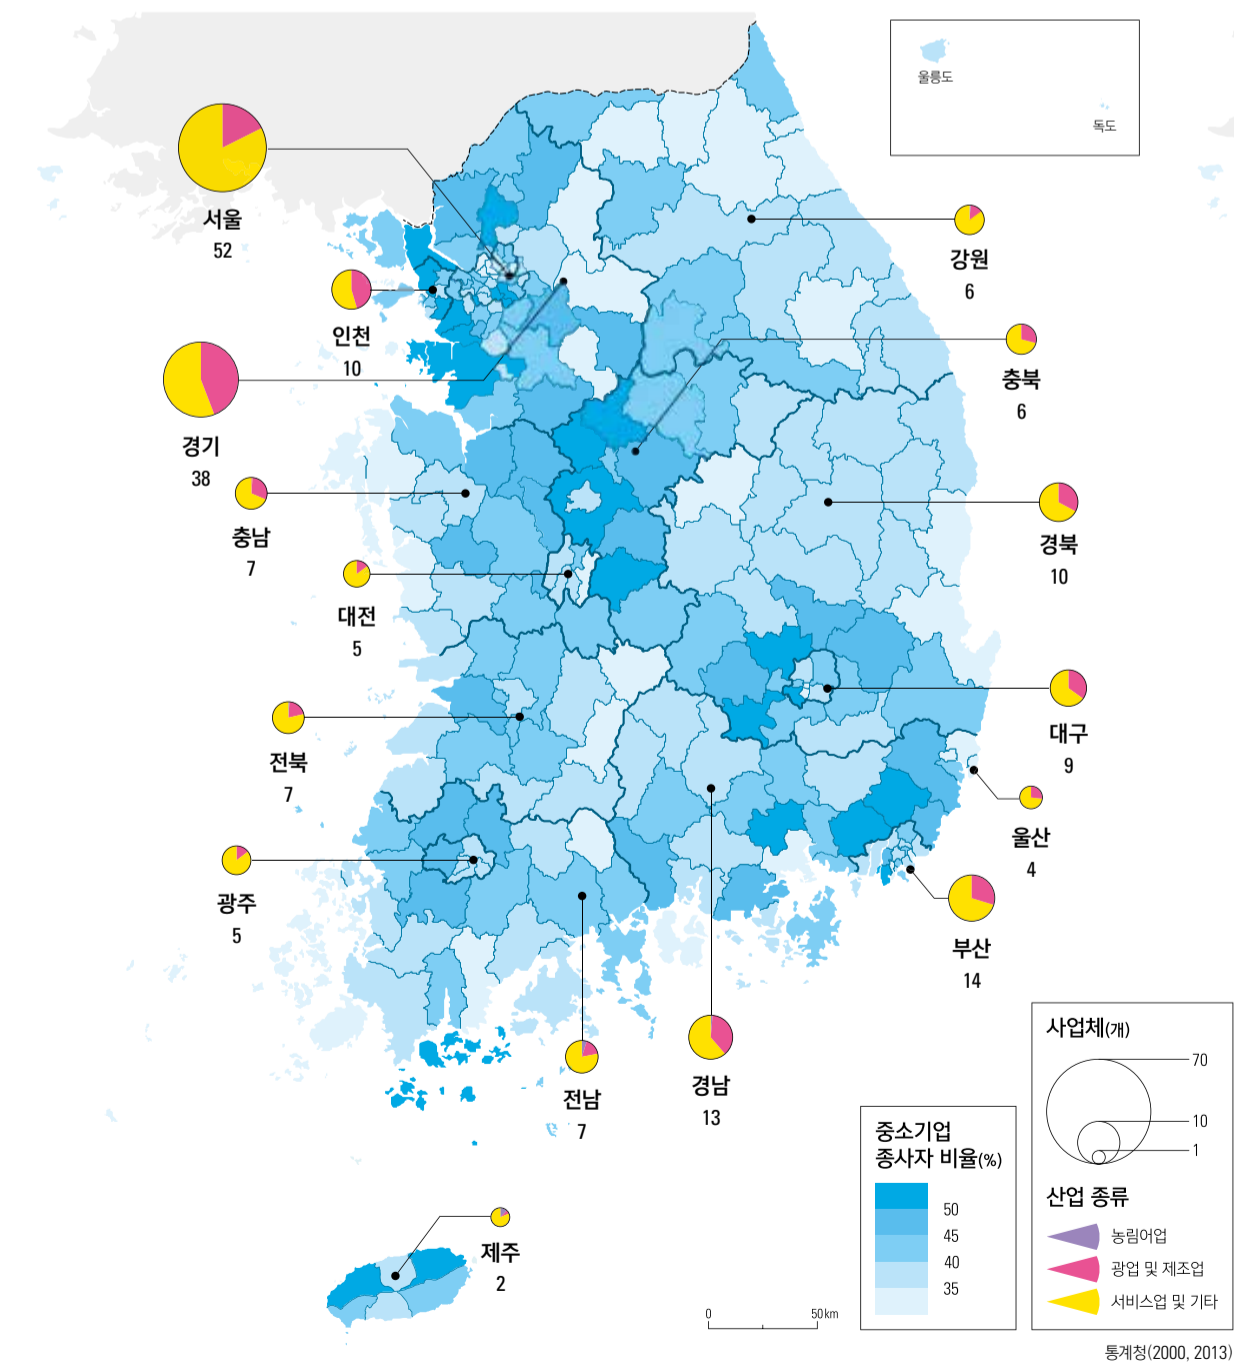 울릉도
독도
서울
52
강원
6
인천
10
충북
6
경기
38
충남
7
경북
10
대전
5
대구
9
전북
7
울산
4
광주
5
부산
14
전남
7
경남
13
제주
2
0
50km
중소기업
종사자 비율(%)
50
45
40
35
사업체(개)
70
10
1
산업 종류
농림어업
광업 및 제조업
서비스업 및 기타
통계청(2000, 2013)